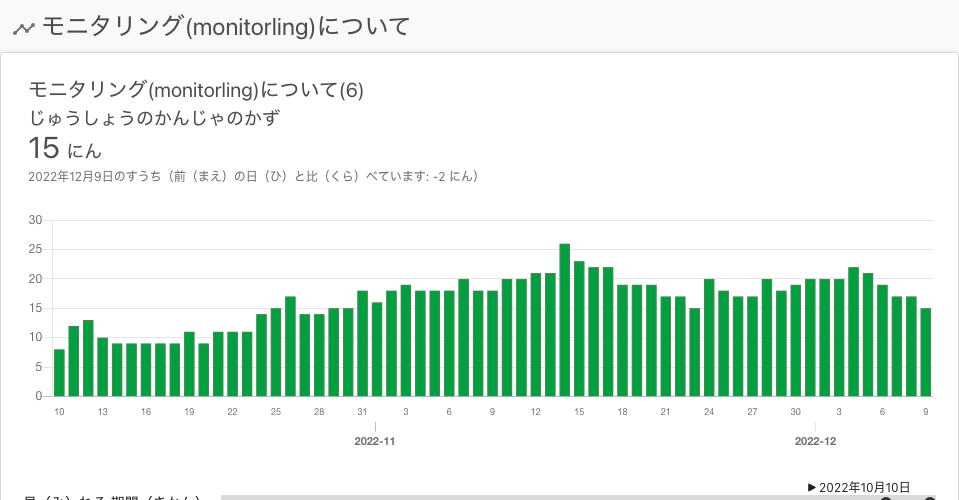 モニタリング(monitorling)について
モニタリング(monitorling)について(6)
じゅうしょうのかんじゃのかず
15 にん
2022年12月9日のすうち（前（まえ）の日（ひ）と比（くら）べています: -2 にん）
30
25
20
15
10
5
0
10 13 16 19 22 25 28 31 3 6 9 12 15 18 21 24 27 30 3 6 9
2022-11 2022-12
▶ 2022年10月10日